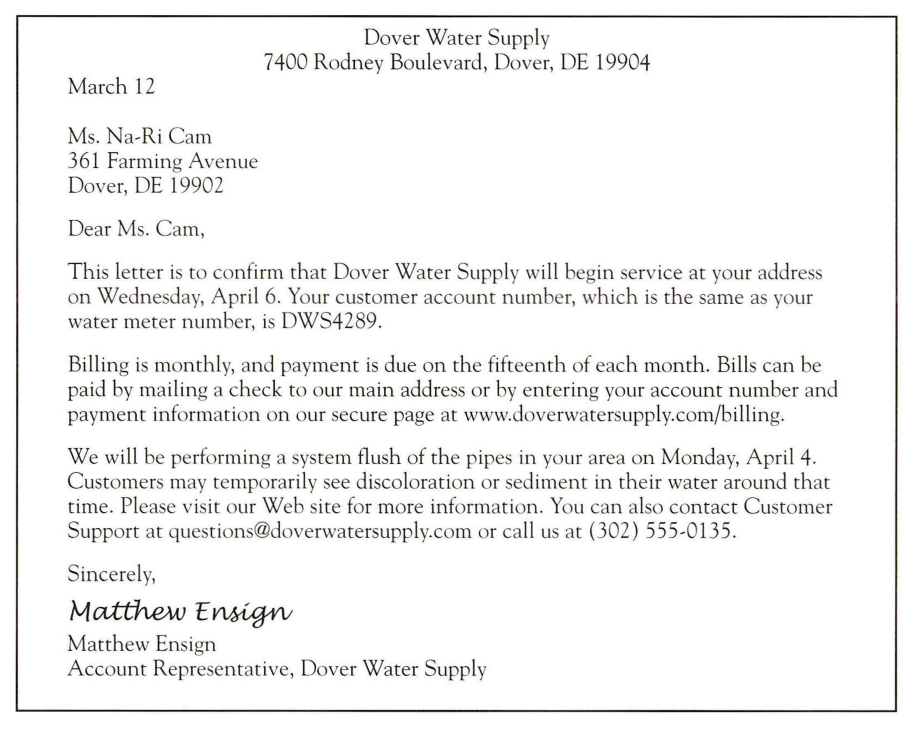 Dover Water Supply
7400 Rodney Boulevard, Dover, DE 19904
March 12
Ms. Na-Ri Cam
361 Farming Avenue
Dover, DE 19902
Dear Ms. Cam,
This letter is to confirm that Dover Water Supply will begin service at your address
on Wednesday, April 6. Your customer account number, which is the same as your
water meter number, is DWS4289.
Billing is monthly, and payment is due on the fifteenth of each month. Bills can be
paid by mailing a check to our main address or by entering your account number and
payment information on our secure page at www.doverwatersupply.com/billing.
We will be performing a system flush of the pipes in your area on Monday, April 4.
Customers may temporarily see discoloration or sediment in their water around that
time. Please visit our Web site for more information. You can also contact Customer
Support at questions@doverwatersupply.com or call us at (302) 555-0135.
Sincerely,
Matthew Ensign
Matthew Ensign
Account Representative, Dover Water Supply